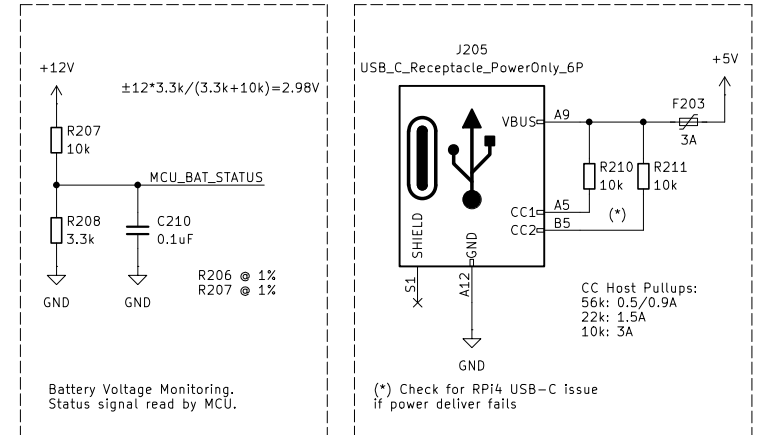 +12V
±12*3.3k/(3.3k+10k)=2.98V
R207
10k
MCU_BAT_STATUS
R208
3.3k
C210
0.1uF
GND
GND
R206 @ 1%
R207 @ 1%
Battery Voltage Monitoring.
Status signal read by MCU.
J205
USB_C_Receptacle_PowerOnly_6P
+5V
VBUS
A9
F203
3A
R210
10k
R211
10k
CC1
A5
CC2
B5
(*)
SHIELD
GND
S1
A12
GND
CC Host Pullups:
56k: 0.5/0.9A
22k: 1.5A
10k: 3A
(*) Check for RPi4 USB-C issue
if power deliver fails